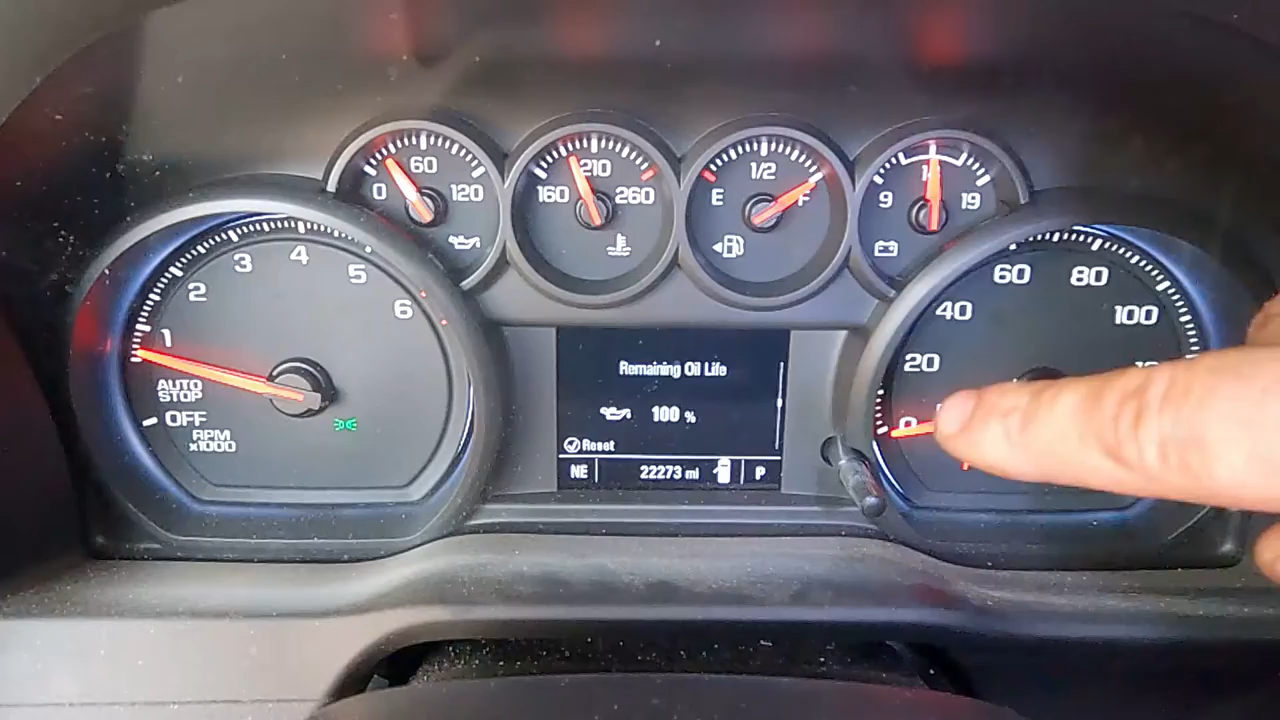 0 60 120
160 210 260
E 1/2 F
9 14 19
1 2 3 4 5 6
AUTO
STOP
OFF
RPM
x1000
Remaining Oil Life
100 %
Reset
NE 22273 mi P
0 20 40 60 80 100